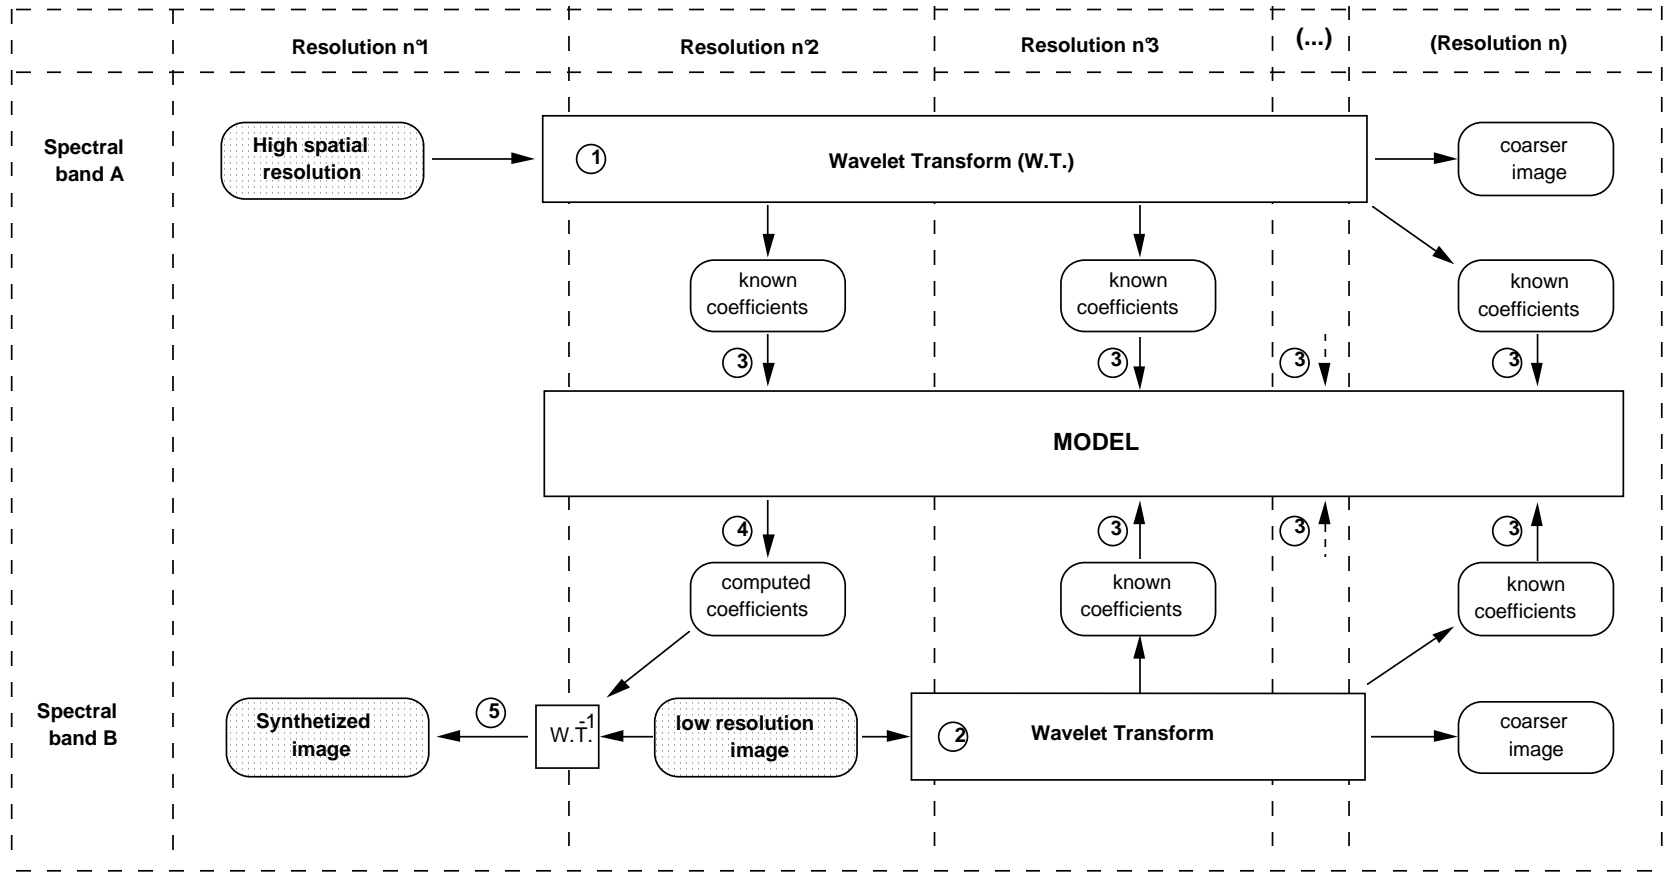 Resolution n°1
Resolution n°2
Resolution n°3
(...)
(Resolution n)
Spectral
band A
High spatial
resolution
1
Wavelet Transform (W.T.)
coarser
image
known
coefficients
known
coefficients
known
coefficients
3
3
3
3
MODEL
4
3
3
3
computed
coefficients
known
coefficients
known
coefficients
Spectral
band B
Synthetized
image
5
W.T.-1
low resolution
image
2
Wavelet Transform
coarser
image